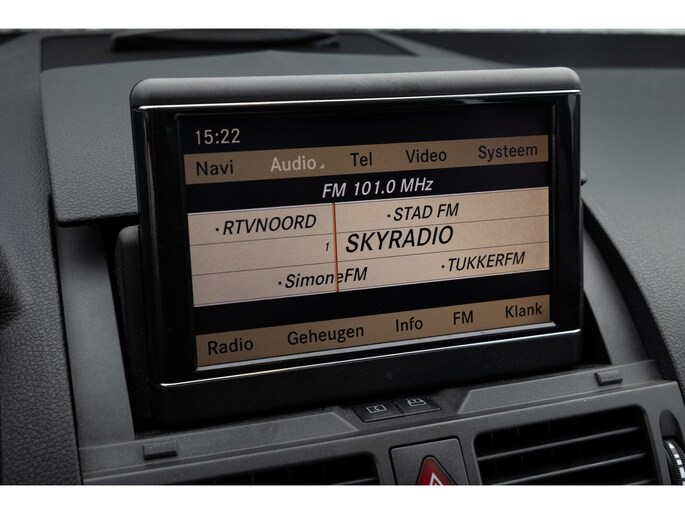 15:22
Navi Audio Tel Video Systeem
FM 101.0 MHz
·RTVNOORD ·STAD FM
1 SKYRADIO
·SimoneFM ·TUKKERFM
Radio Geheugen Info FM Klank